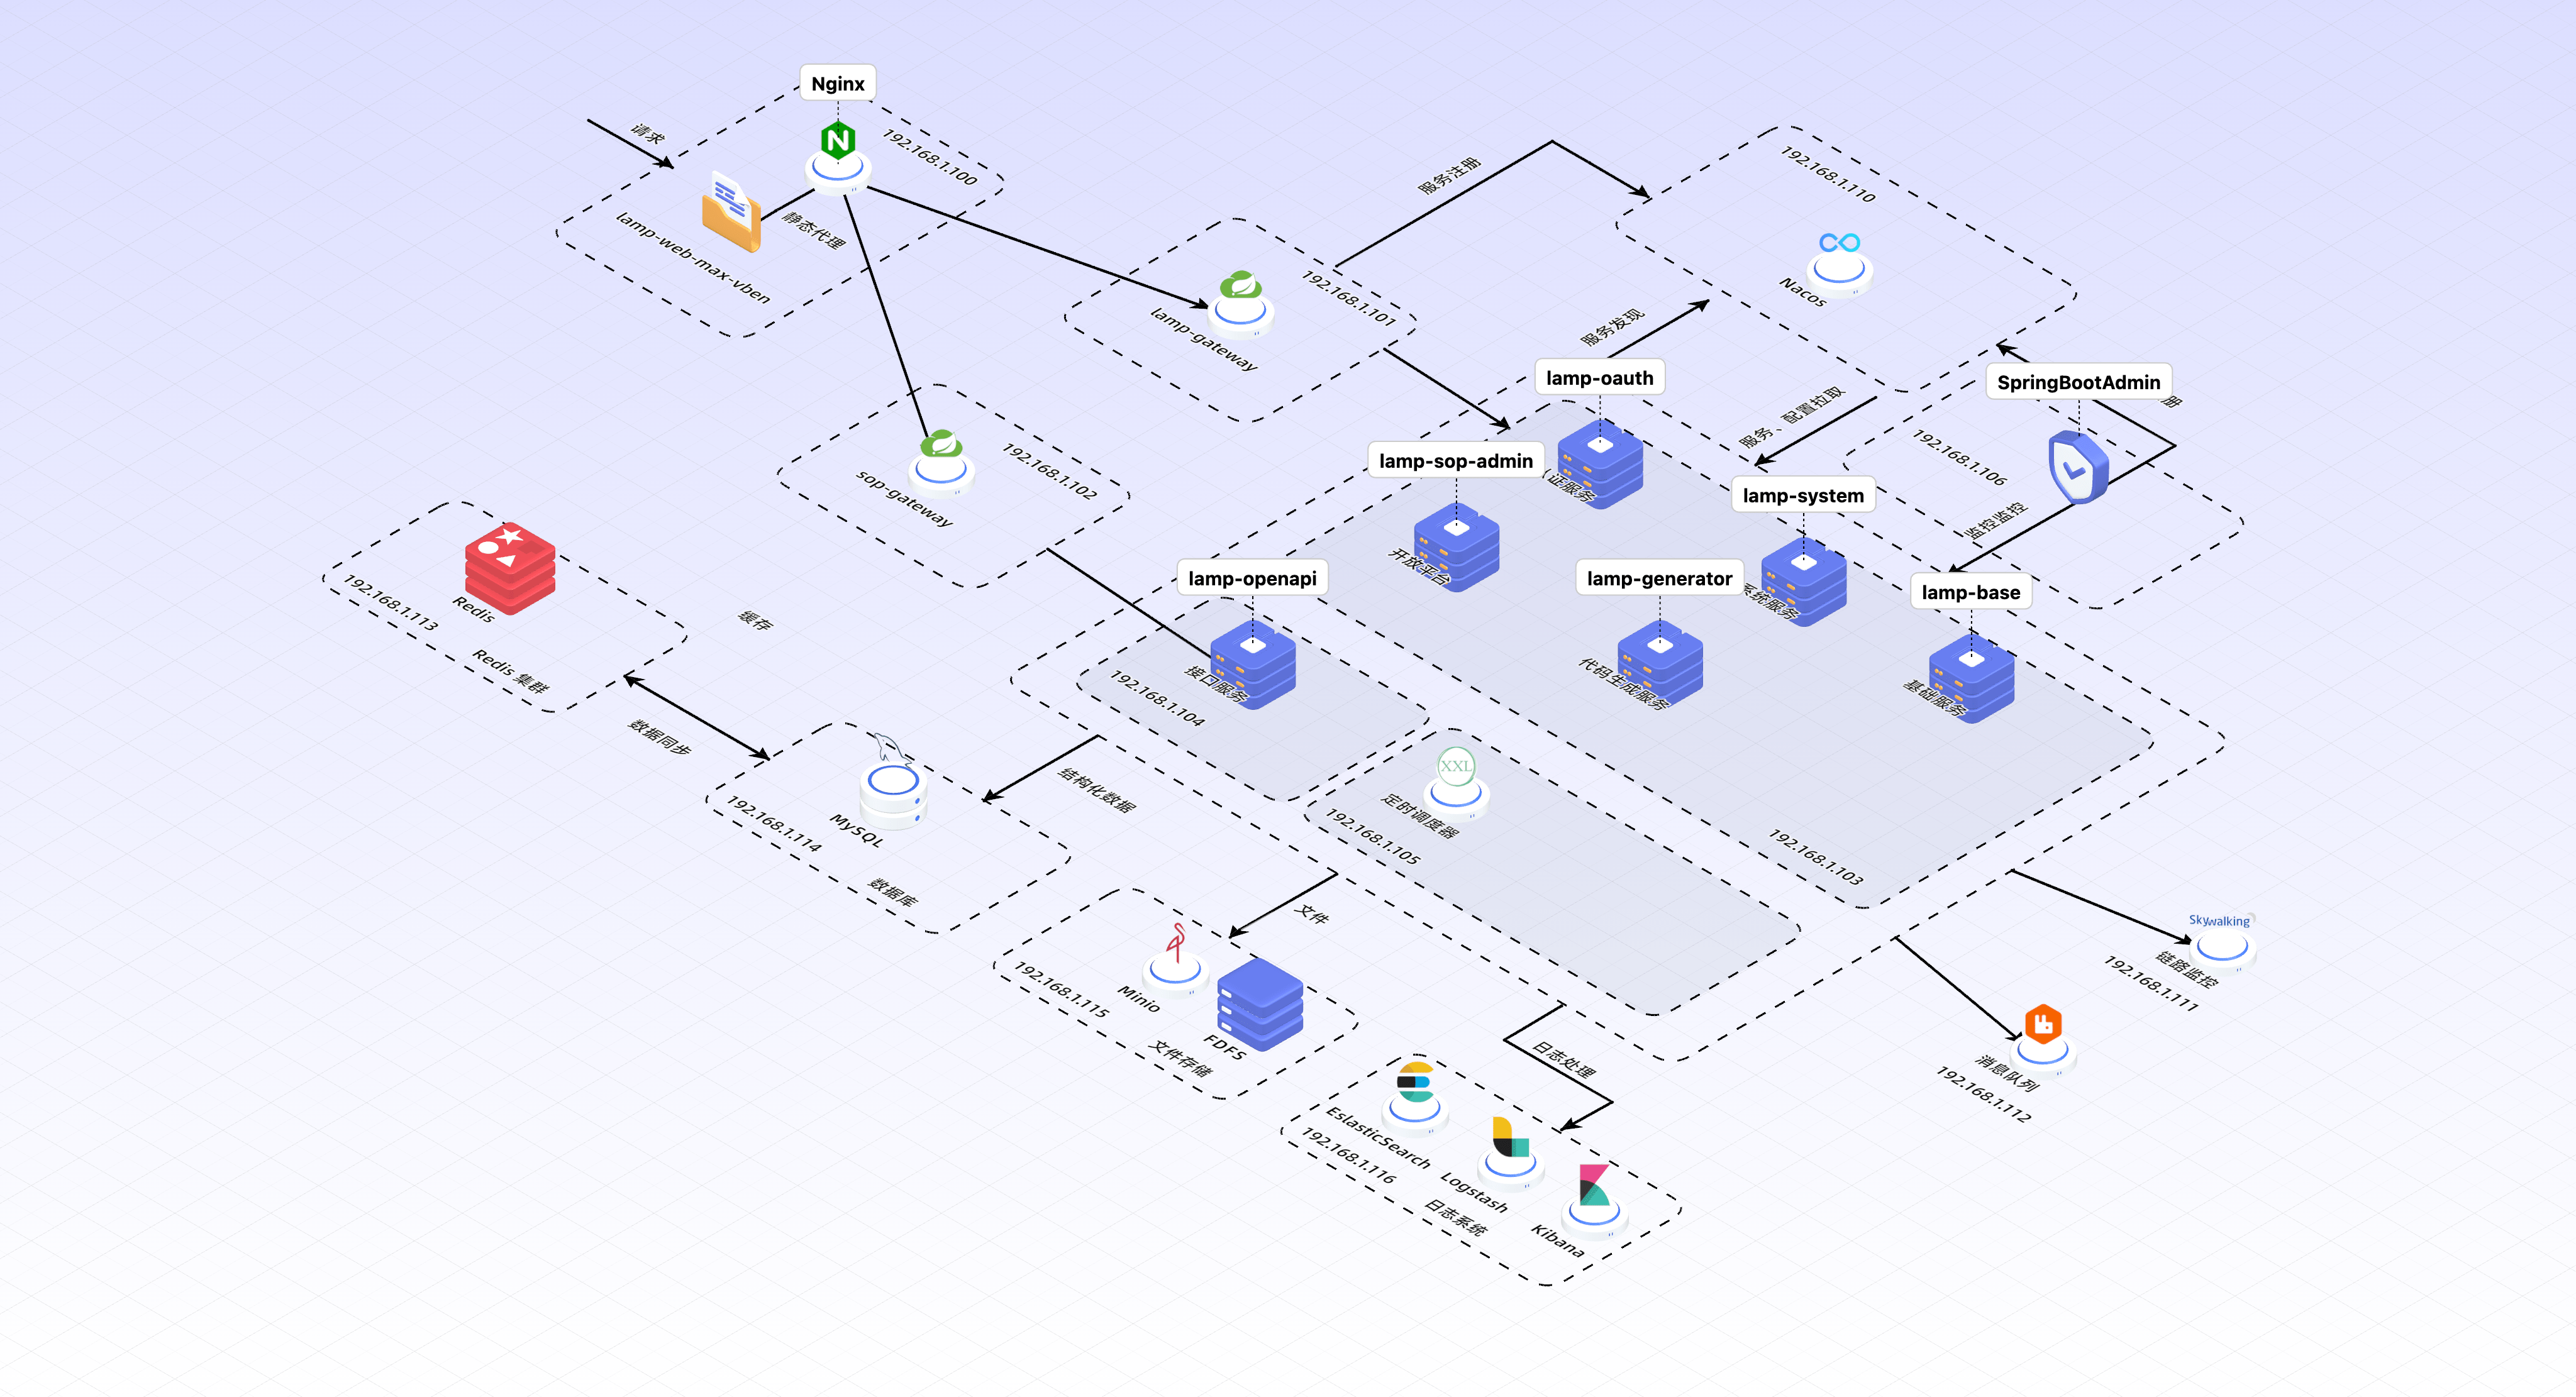 Nginx
请求
192.168.1.100
lamp-web-max-vben
静态代理
服务注册
192.168.1.110
Nacos
192.168.1.101
lamp-gateway
服务发现
lamp-oauth
SpringBootAdmin
册
服务、配置拉取
192.168.1.106
监控监控
192.168.1.102
sop-gateway
lamp-sop-admin
证服务
lamp-system
开放平台
lamp-openapi
lamp-generator
系统服务
lamp-base
192.168.1.113
Redis
Redis 集群
缓存
接口服务
192.168.1.104
代码生成服务
基础服务
数据同步
XXL
定时调度器
192.168.1.105
192.168.1.103
结构化数据
192.168.1.114
MySQL
数据库
文件
192.168.1.115
Minio
FDFS
文件存储
Skywalking
链路监控
192.168.1.111
消息队列
192.168.1.112
日志处理
EslasticSearch
192.168.1.116
Logstash
日志系统
Kibana